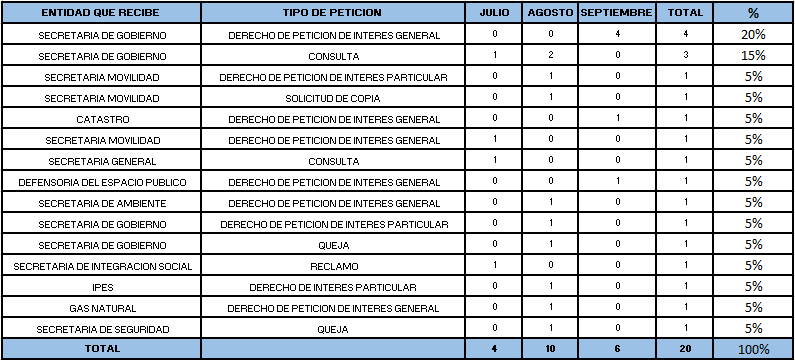 ENTIDAD QUE RECIBE TIPO DE PETICION JULIO AGOSTO SEPTIEMBRE TOTAL %
SECRETARIA DE GOBIERNO DERECHO DE PETICION DE INTERES GENERAL 0 0 4 4 20%
SECRETARIA DE GOBIERNO CONSULTA 1 2 0 3 15%
SECRETARIA MOVILIDAD DERECHO DE PETICION DE INTERES PARTICULAR 0 1 0 1 5%
SECRETARIA MOVILIDAD SOLICITUD DE COPIA 0 1 0 1 5%
CATASTRO DERECHO DE PETICION DE INTERES GENERAL 0 0 1 1 5%
SECRETARIA MOVILIDAD DERECHO DE PETICION DE INTERES GENERAL 1 0 0 1 5%
SECRETARIA GENERAL CONSULTA 1 0 0 1 5%
DEFENSORIA DEL ESPACIO PUBLICO DERECHO DE PETICION DE INTERES GENERAL 0 0 1 1 5%
SECRETARIA DE AMBIENTE DERECHO DE PETICION DE INTERES GENERAL 0 1 0 1 5%
SECRETARIA DE GOBIERNO DERECHO DE PETICION DE INTERES PARTICULAR 0 1 0 1 5%
SECRETARIA DE GOBIERNO QUEJA 0 1 0 1 5%
SECRETARIA DE INTEGRACION SOCIAL RECLAMO 1 0 0 1 5%
IPES DERECHO DE INTERES PARTICULAR 0 1 0 1 5%
GAS NATURAL DERECHO DE PETICION DE INTERES GENERAL 0 1 0 1 5%
SECRETARIA DE SEGURIDAD QUEJA 0 1 0 1 5%
TOTAL 4 10 6 20 100%